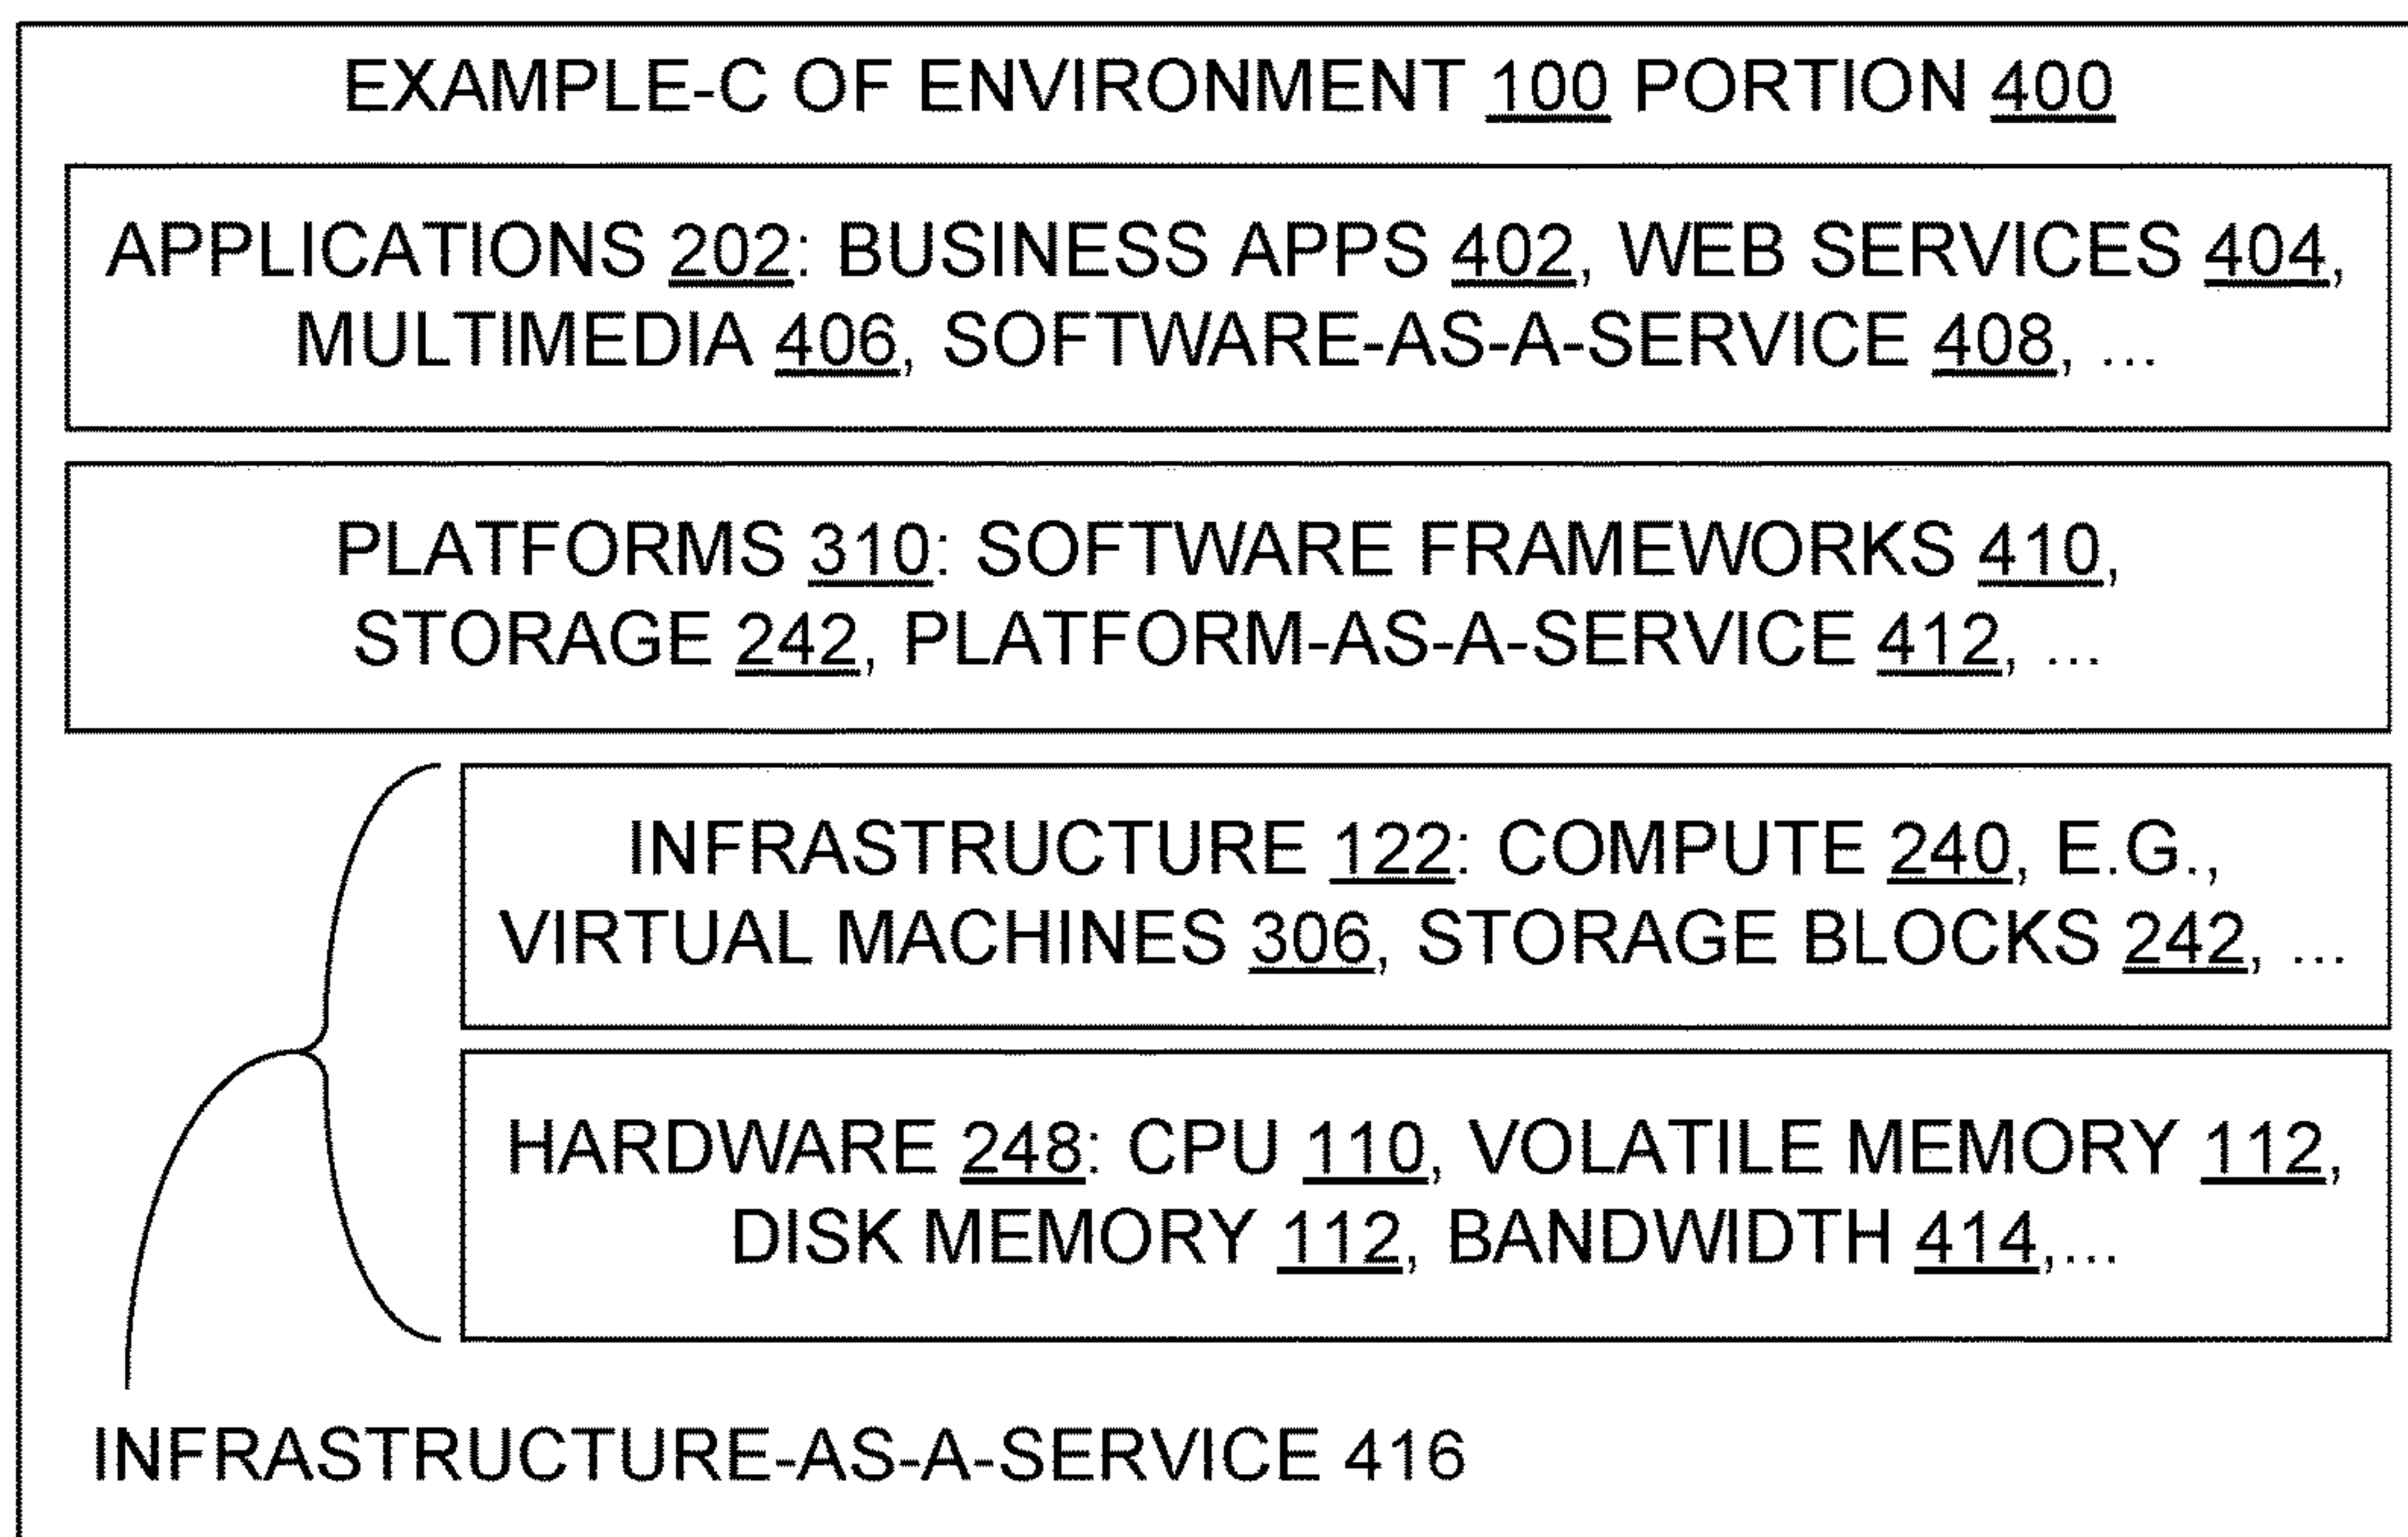 EXAMPLE-C OF ENVIRONMENT 100 PORTION 400
APPLICATIONS 202: BUSINESS APPS 402, WEB SERVICES 404,
MULTIMEDIA 406, SOFTWARE-AS-A-SERVICE 408, ...
PLATFORMS 310: SOFTWARE FRAMEWORKS 410,
STORAGE 242, PLATFORM-AS-A-SERVICE 412, ...
INFRASTRUCTURE 122: COMPUTE 240, E.G.,
VIRTUAL MACHINES 306, STORAGE BLOCKS 242, ...
HARDWARE 248: CPU 110, VOLATILE MEMORY 112,
DISK MEMORY 112, BANDWIDTH 414,...
INFRASTRUCTURE-AS-A-SERVICE 416